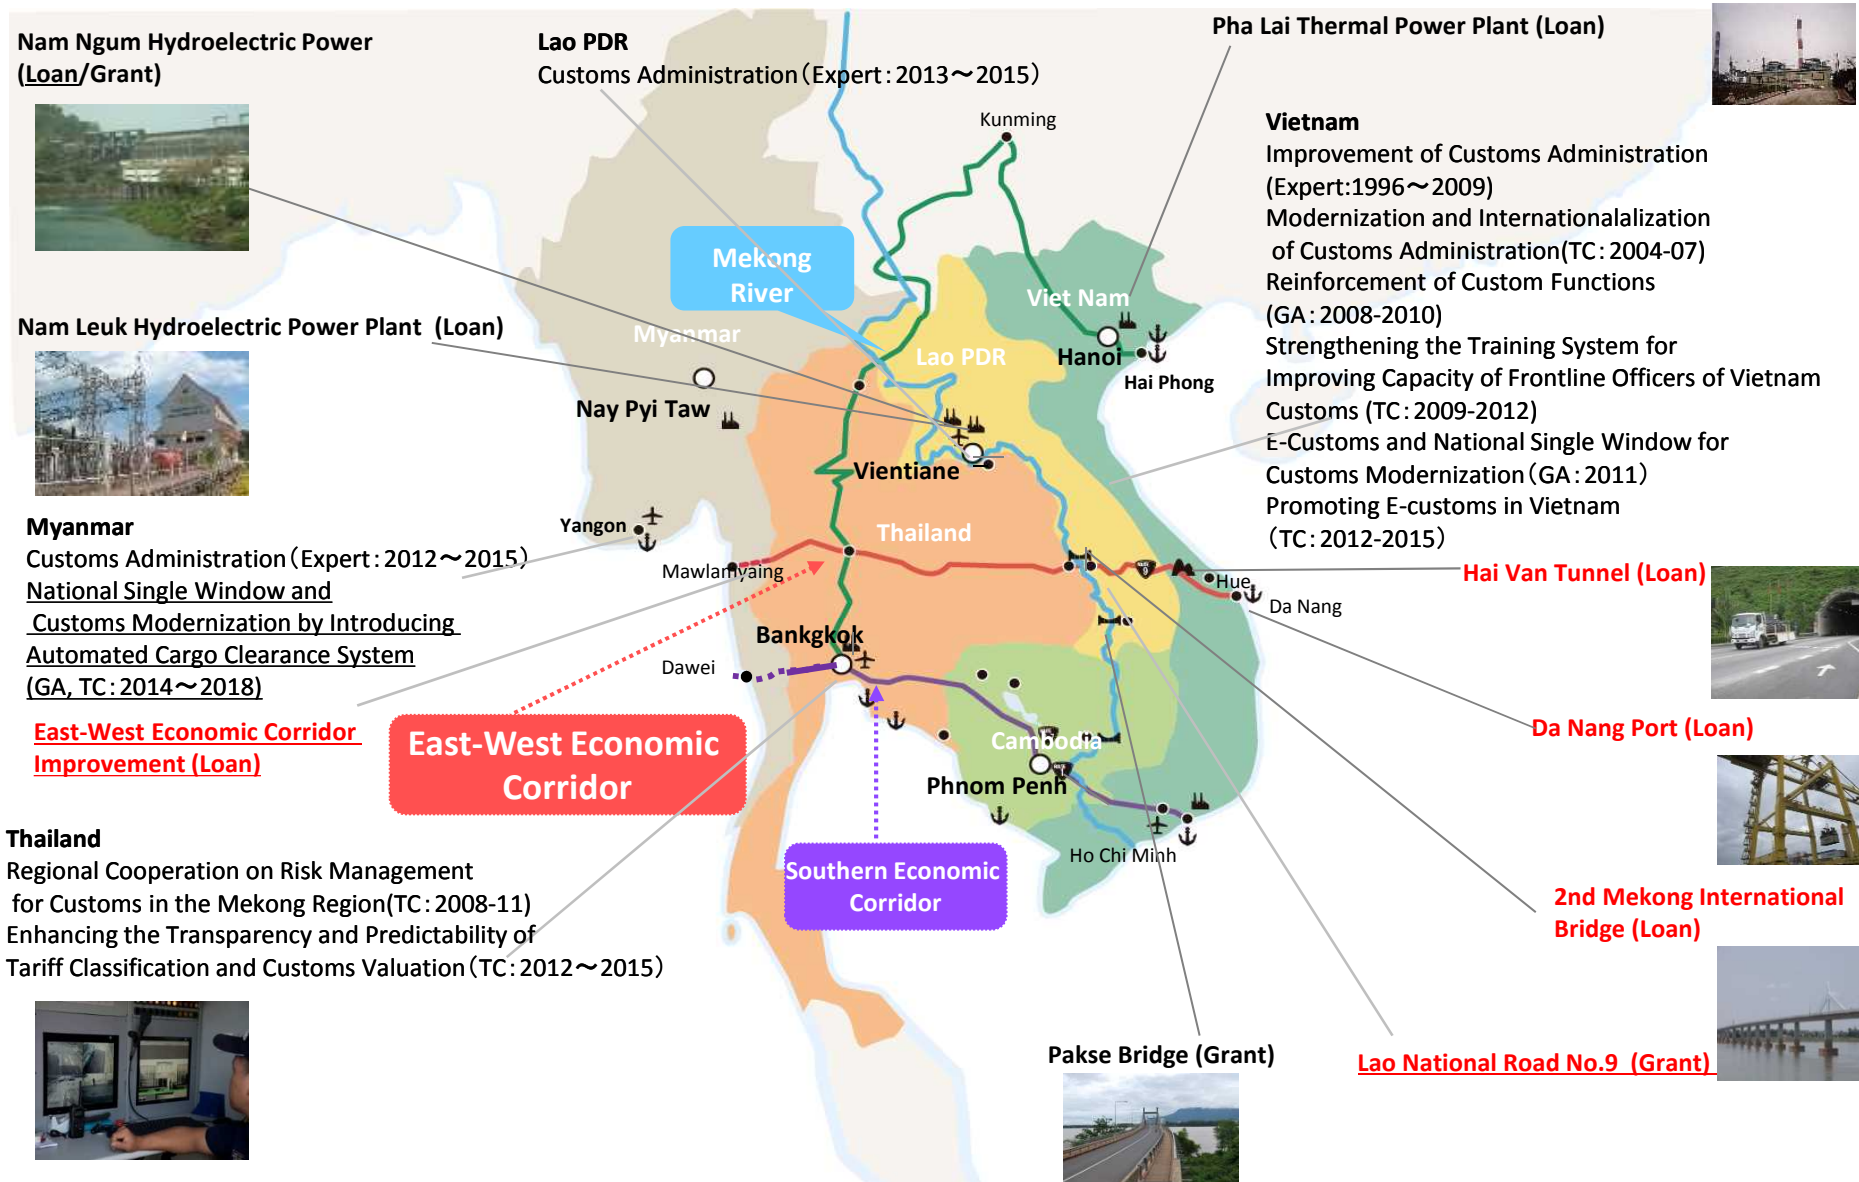 Nam Ngum Hydroelectric Power
(Loan/Grant)
Lao PDR
Customs Administration（Expert：2013～2015）
Pha Lai Thermal Power Plant (Loan)
Kunming
Vietnam
Improvement of Customs Administration
(Expert:1996～2009)
Modernization and Internationalalization
of Customs Administration(TC：2004-07)
Reinforcement of Custom Functions
(GA：2008-2010)
Strengthening the Training System for
Improving Capacity of Frontline Officers of Vietnam
Customs (TC：2009-2012)
E-Customs and National Single Window for
Customs Modernization（GA：2011）
Promoting E-customs in Vietnam
（TC：2012-2015）
Mekong
River
Viet Nam
Myanmar
Lao PDR
Hanoi
Hai Phong
Nam Leuk Hydroelectric Power Plant (Loan)
Nay Pyi Taw
Vientiane
Yangon
Thailand
Mawlamyaing
9
Hue
Da Nang
Myanmar
Customs Administration（Expert：2012～2015）
National Single Window and
Customs Modernization by Introducing
Automated Cargo Clearance System
(GA, TC：2014～2018)
Hai Van Tunnel (Loan)
Bankgkok
Dawei
East-West Economic Corridor
Improvement (Loan)
East-West Economic
Corridor
Da Nang Port (Loan)
Cambodia
Phnom Penh
Ho Chi Minh
Southern Economic
Corridor
Thailand
Regional Cooperation on Risk Management
for Customs in the Mekong Region(TC：2008-11)
Enhancing the Transparency and Predictability of
Tariff Classification and Customs Valuation（TC：2012～2015）
2nd Mekong International
Bridge (Loan)
Pakse Bridge (Grant)
Lao National Road No.9 (Grant)